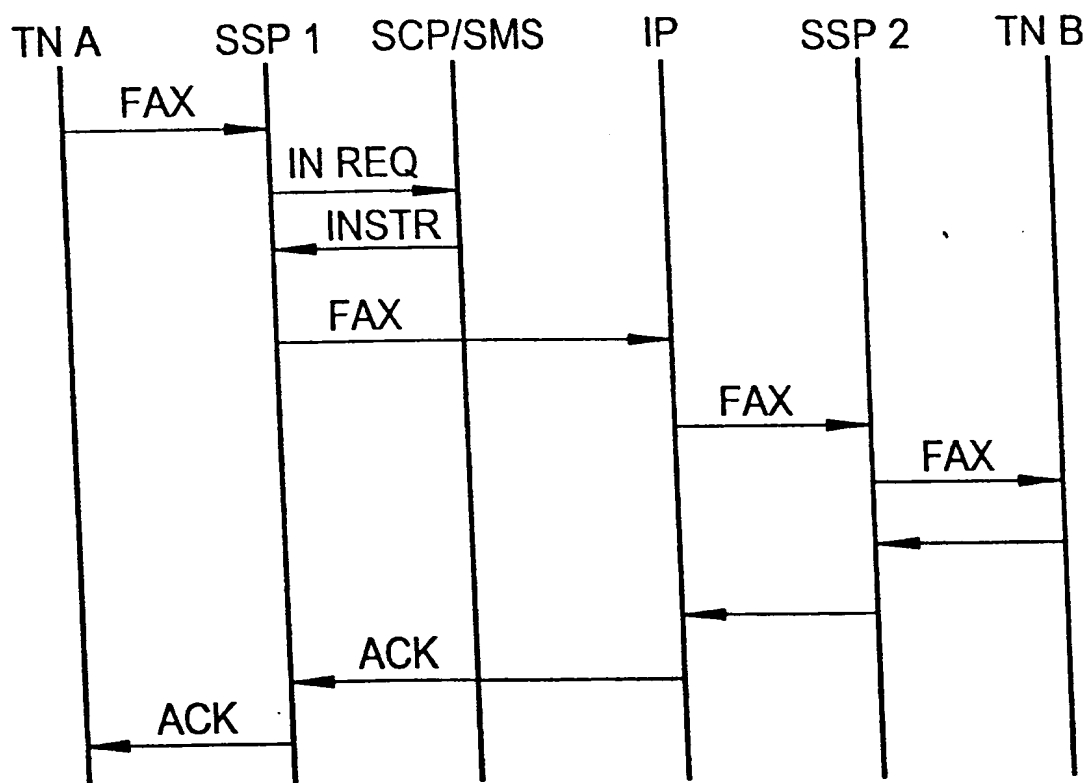 TN A SSP 1 SCP/SMS IP SSP 2 TN B
FAX
IN REQ
INSTR
FAX
FAX
FAX
ACK
ACK